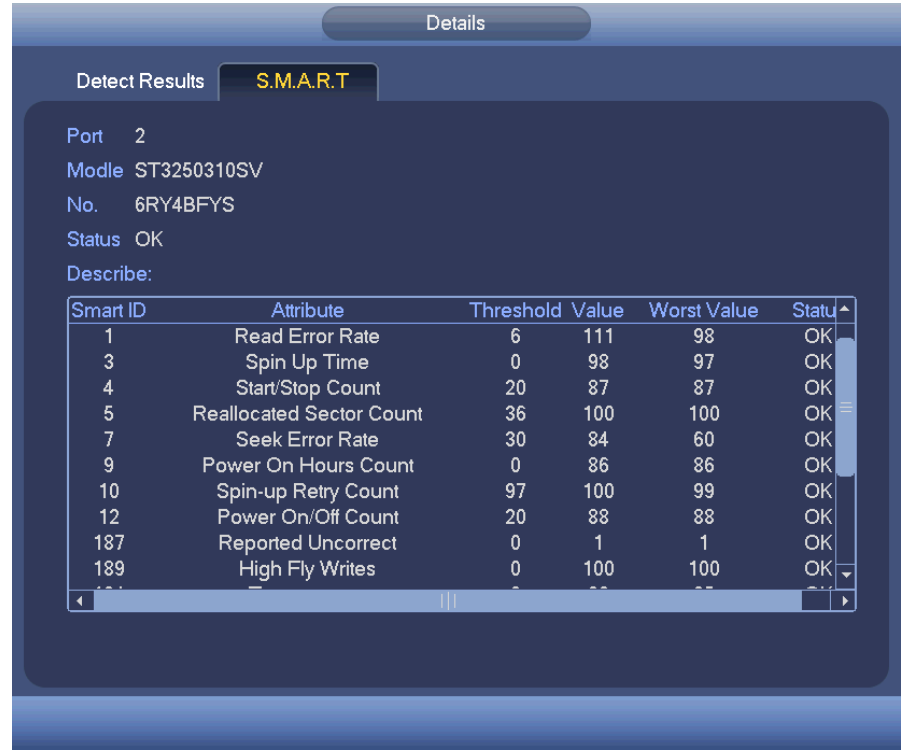 Details
Detect Results S.M.A.R.T
Port 2
Modle ST3250310SV
No. 6RY4BFYS
Status OK
Describe:
Smart ID Attribute Threshold Value Worst Value Statu
1 Read Error Rate 6 111 98 OK
3 Spin Up Time 0 98 97 OK
4 Start/Stop Count 20 87 87 OK
5 Reallocated Sector Count 36 100 100 OK
7 Seek Error Rate 30 84 60 OK
9 Power On Hours Count 0 86 86 OK
10 Spin-up Retry Count 97 100 99 OK
12 Power On/Off Count 20 88 88 OK
187 Reported Uncorrect 0 1 1 OK
189 High Fly Writes 0 100 100 OK